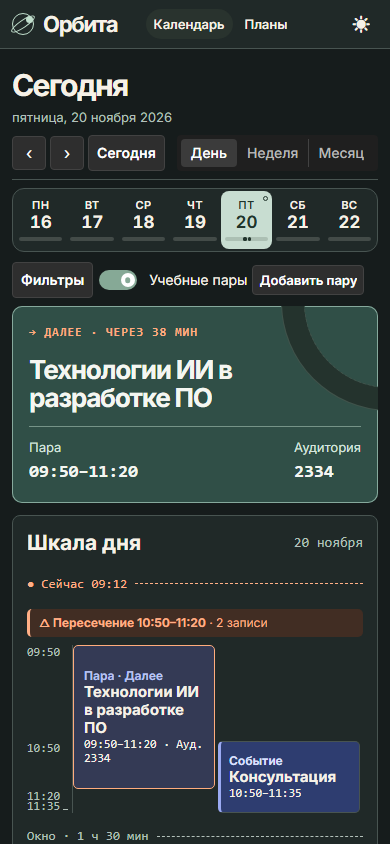 Орбита Календарь Планы
Сегодня
пятница, 20 ноября 2026
‹ › Сегодня День Неделя Месяц
ПН ВТ СР ЧТ ПТ СБ ВС
16 17 18 19 20 21 22
Фильтры Учебные пары Добавить пару
→ ДАЛЕЕ · ЧЕРЕЗ 38 МИН
Технологии ИИ в
разработке ПО
Пара Аудитория
09:50–11:20 2334
Шкала дня 20 ноября
Сейчас 09:12
Пересечение 10:50–11:20 · 2 записи
09:50
Пара · Далее
Технологии ИИ
в разработке
ПО
09:50–11:20 · Ауд.
2334
10:50
Событие
Консультация
10:50–11:35
11:20
11:35
Окно · 1 ч 30 мин